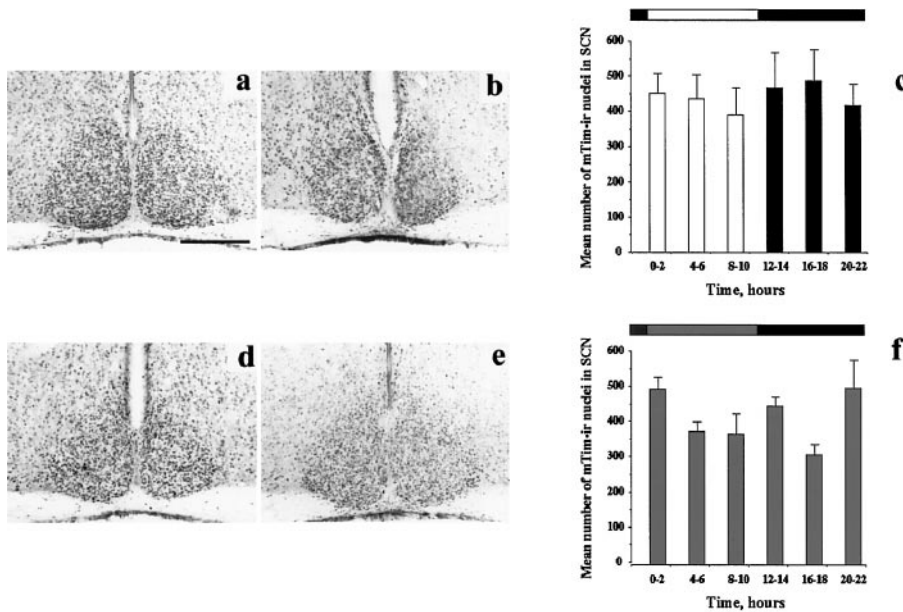 a
b
c
Mean number of mTim-ir nuclei in SCN
600
500
400
300
200
100
0
0-2 4-6 8-10 12-14 16-18 20-22
Time, hours
d
e
f
Mean number of mTim-ir nuclei in SCN
600
500
400
300
200
100
0
0-2 4-6 8-10 12-14 16-18 20-22
Time, hours